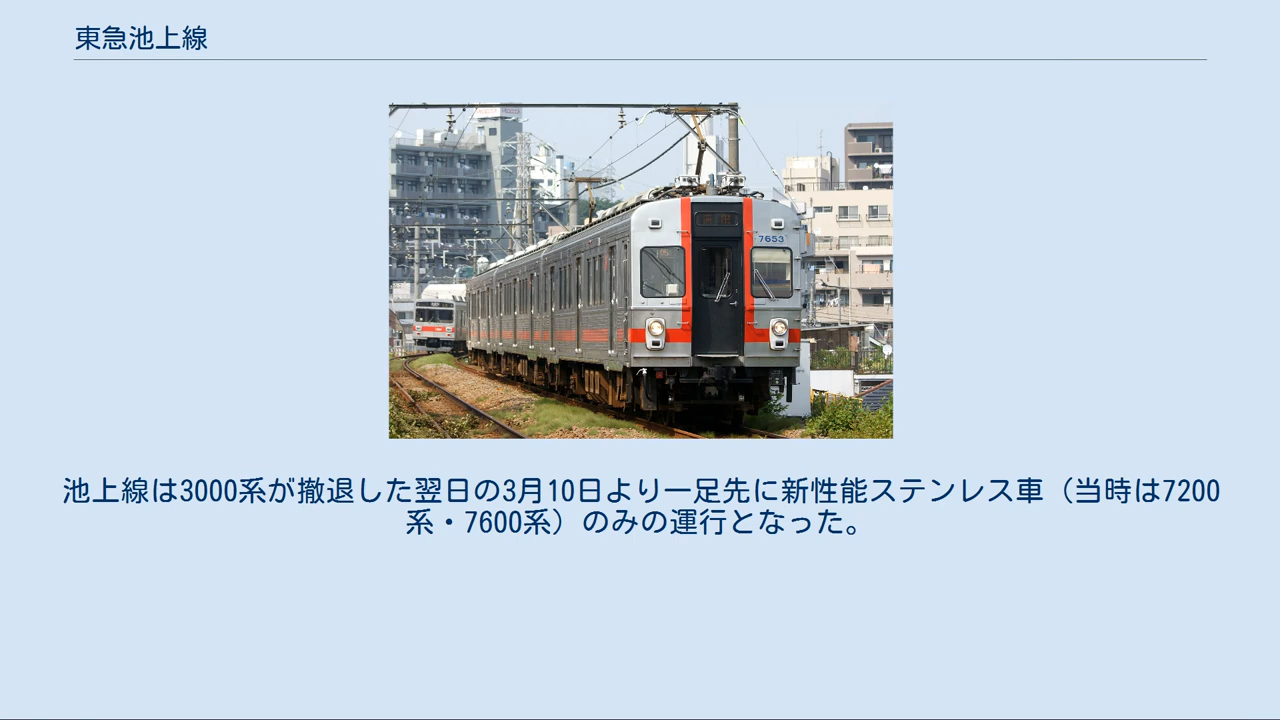 東急池上線
7653
池上線は3000系が撤退した翌日の3月10日より一足先に新性能ステンレス車（当時は7200
系・7600系）のみの運行となった。